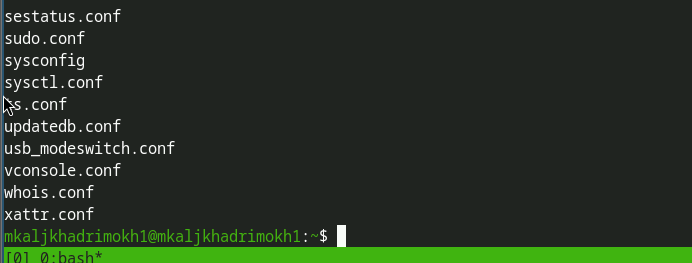 sestatus.conf
sudo.conf
sysconfig
sysctl.conf
s.conf
updatedb.conf
usb_modeswitch.conf
vconsole.conf
whois.conf
xattr.conf
mkaljkhadrimokh1@mkaljkhadrimokh1:~$
[0] 0:bash*